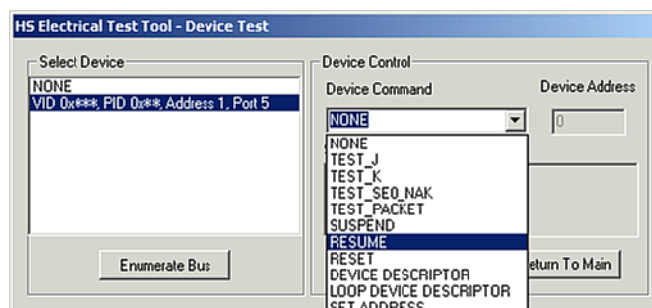 HS Electrical Test Tool - Device Test
Select Device
NONE
VID 0x***, PID 0x**, Address 1, Port 5
Enumerate Bus
Device Control
Device Command
Device Address
NONE
0
NONE
TEST_J
TEST_K
TEST_SE0_NAK
TEST_PACKET
SUSPEND
RESUME
RESET
DEVICE DESCRIPTOR
LOOP DEVICE DESCRIPTOR
SET ADDRESS
eturn To Main